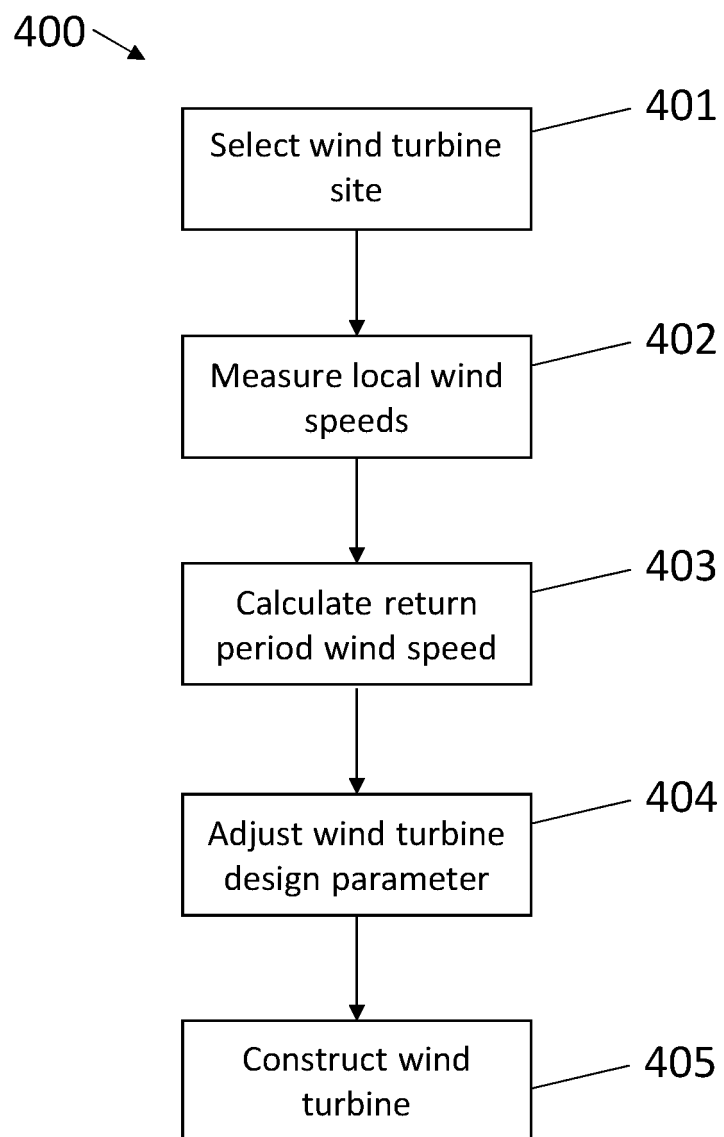 400
401
Select wind turbine
site
402
Measure local wind
speeds
403
Calculate return
period wind speed
404
Adjust wind turbine
design parameter
405
Construct wind
turbine